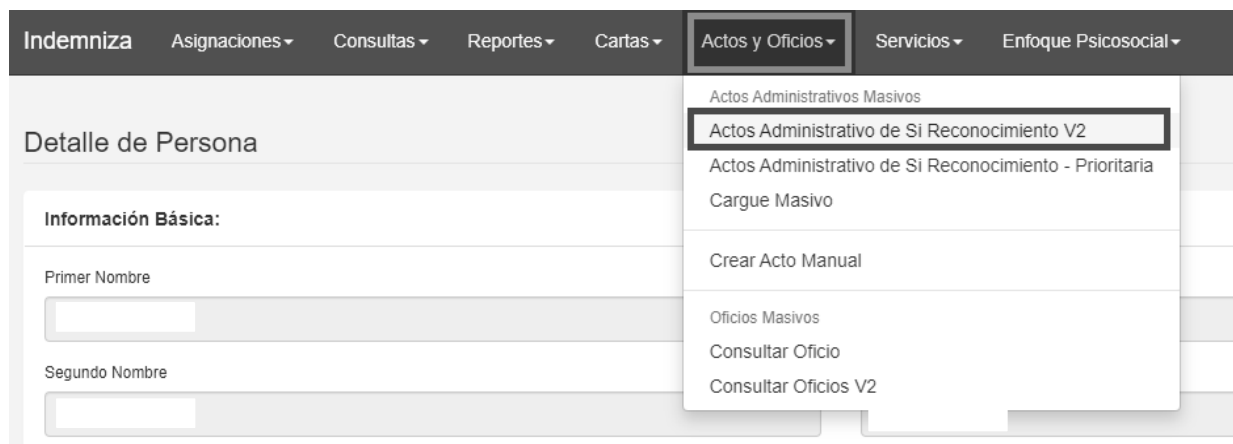 Indemniza Asignaciones Consultas Reportes Cartas Actos y Oficios Servicios Enfoque Psicosocial
Actos Administrativos Masivos
Actos Administrativo de Si Reconocimiento V2
Actos Administrativo de Si Reconocimiento - Prioritaria
Cargue Masivo
Crear Acto Manual
Oficios Masivos
Consultar Oficio
Consultar Oficios V2
Detalle de Persona
Información Básica:
Primer Nombre
Segundo Nombre